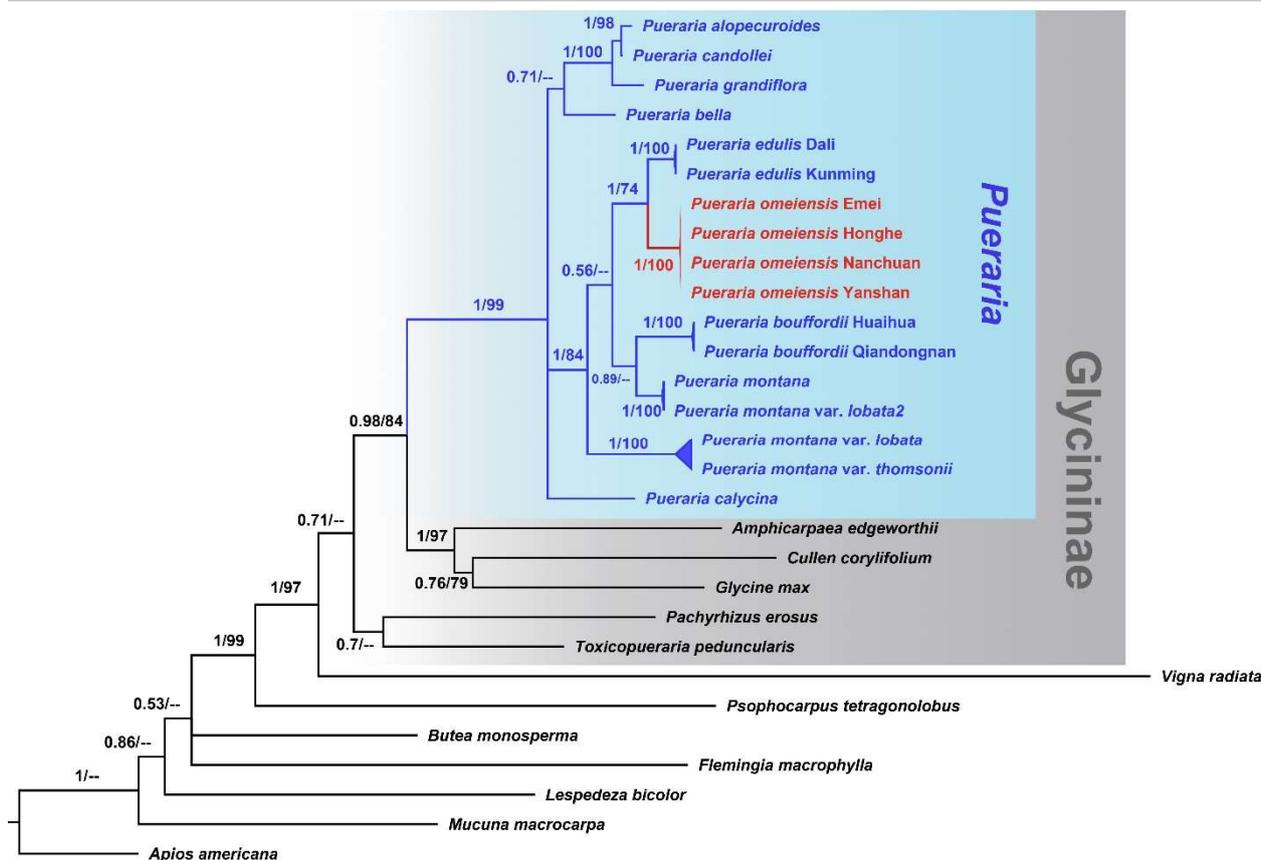 1/98
Pueraria alopecuroides
1/100
Pueraria candollei
0.71/--
Pueraria grandiflora
Pueraria bella
1/100
Pueraria edulis Dali
Pueraria edulis Kunming
1/74
Pueraria omeiensis Emei
Pueraria omeiensis Honghe
1/100
Pueraria omeiensis Nanchuan
0.56/--
Pueraria omeiensis Yanshan
Pueraria
1/99
1/100
Pueraria bouffordii Huaihua
Pueraria bouffordii Qiandongnan
1/84
0.89/--
Pueraria montana
1/100
Pueraria montana var. lobata2
1/100
Pueraria montana var. lobata
Pueraria montana var. thomsonii
Pueraria calycina
Glycininae
0.98/84
0.71/--
1/97
Amphicarpaea edgeworthii
Cullen corylifolium
0.76/79
Glycine max
1/97
Pachyrhizus erosus
0.7/--
Toxicopueraria peduncularis
1/99
Vigna radiata
Psophocarpus tetragonolobus
0.53/--
Butea monosperma
0.86/--
Flemingia macrophylla
1/--
Lespedeza bicolor
Mucuna macrocarpa
Apios americana